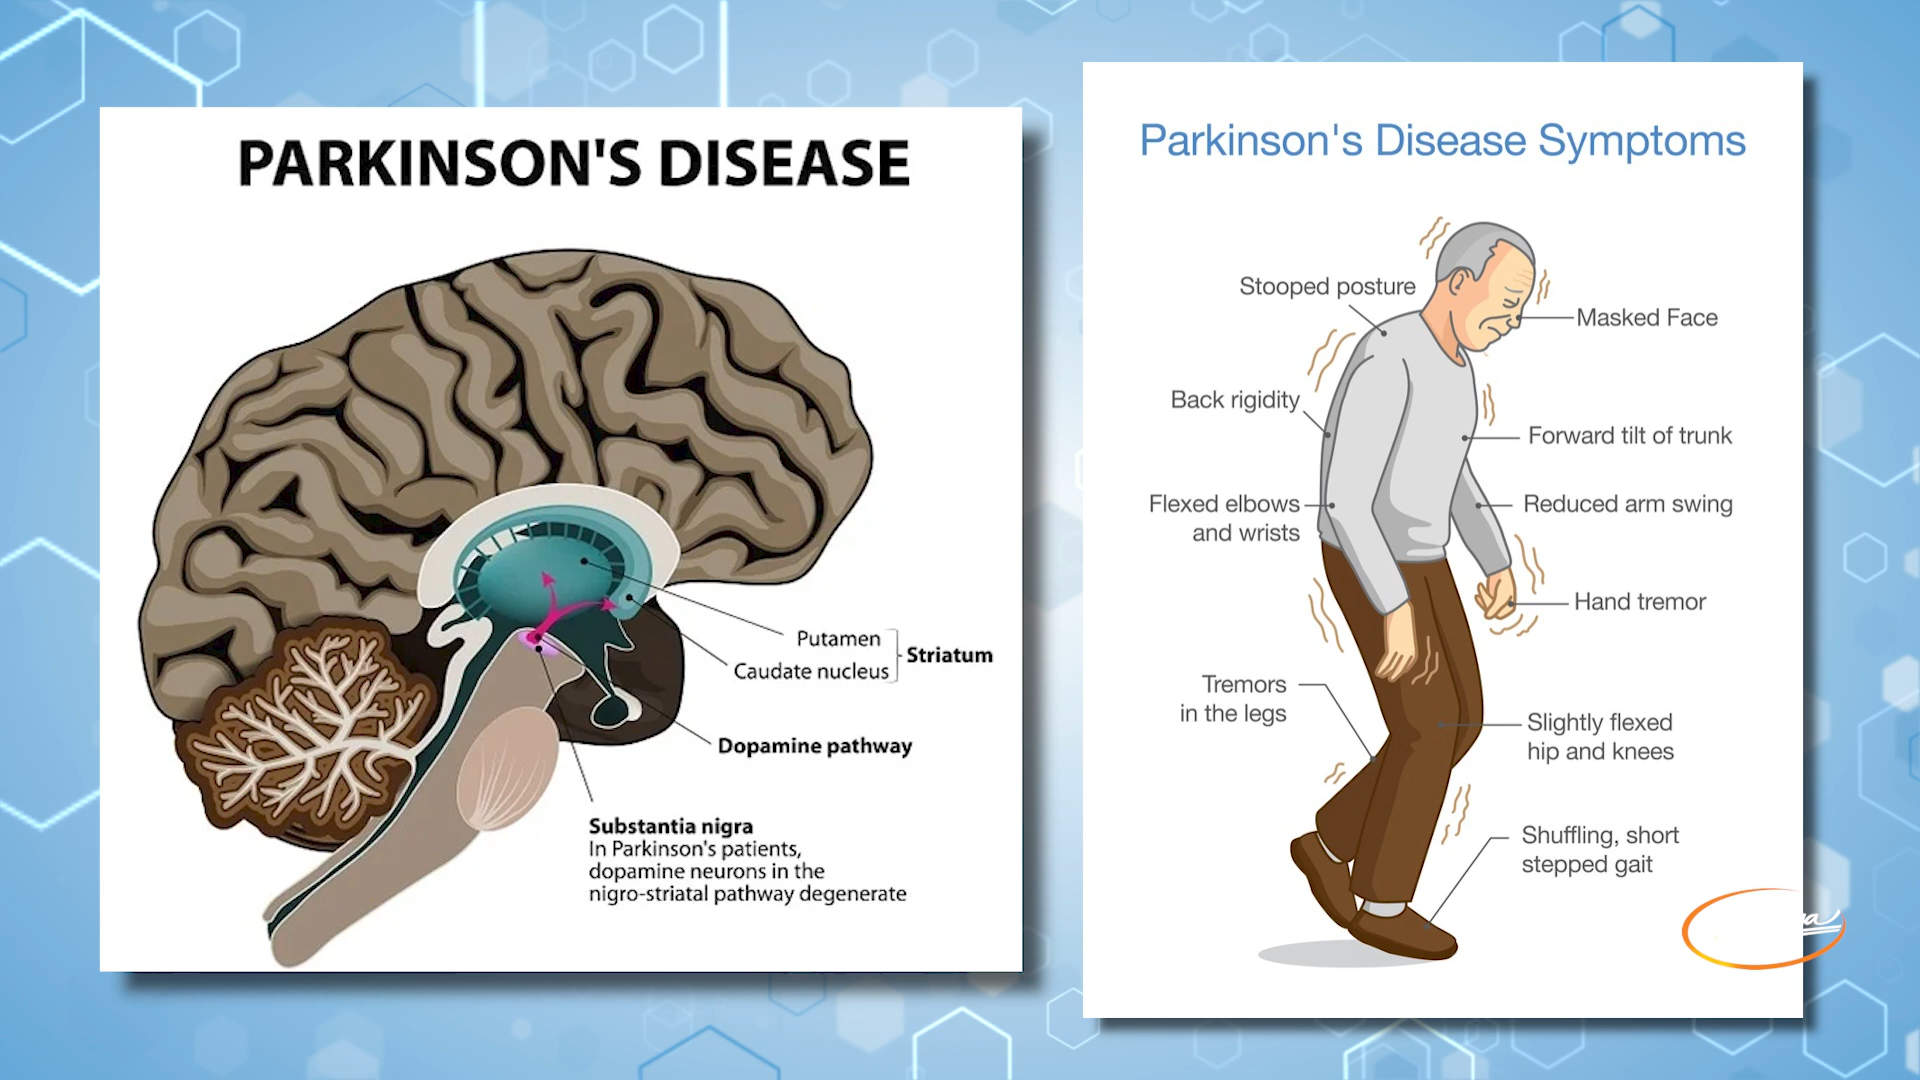 PARKINSON'S DISEASE
Putamen
Caudate nucleus
Striatum
Dopamine pathway
Substantia nigra
In Parkinson's patients,
dopamine neurons in the
nigro-striatal pathway degenerate
Parkinson's Disease Symptoms
Stooped posture
Masked Face
Back rigidity
Forward tilt of trunk
Flexed elbows
and wrists
Reduced arm swing
Hand tremor
Tremors
in the legs
Slightly flexed
hip and knees
Shuffling, short
stepped gait